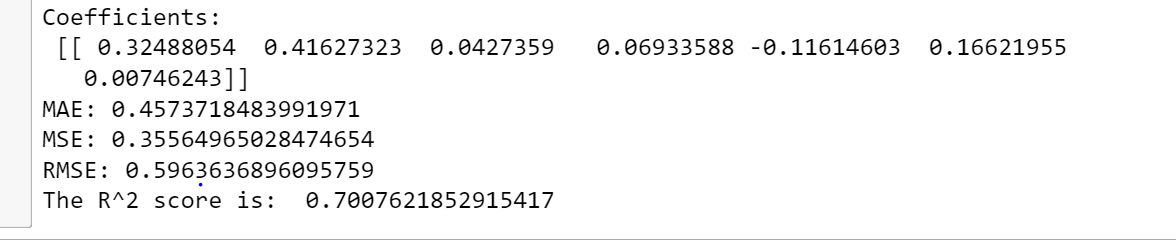 Coefficients:
[[ 0.32488054  0.41627323  0.0427359   0.06933588 -0.11614603  0.16621955
0.00746243]]
MAE: 0.4573718483991971
MSE: 0.35564965028474654
RMSE: 0.5963636896095759
The R^2 score is:  0.7007621852915417